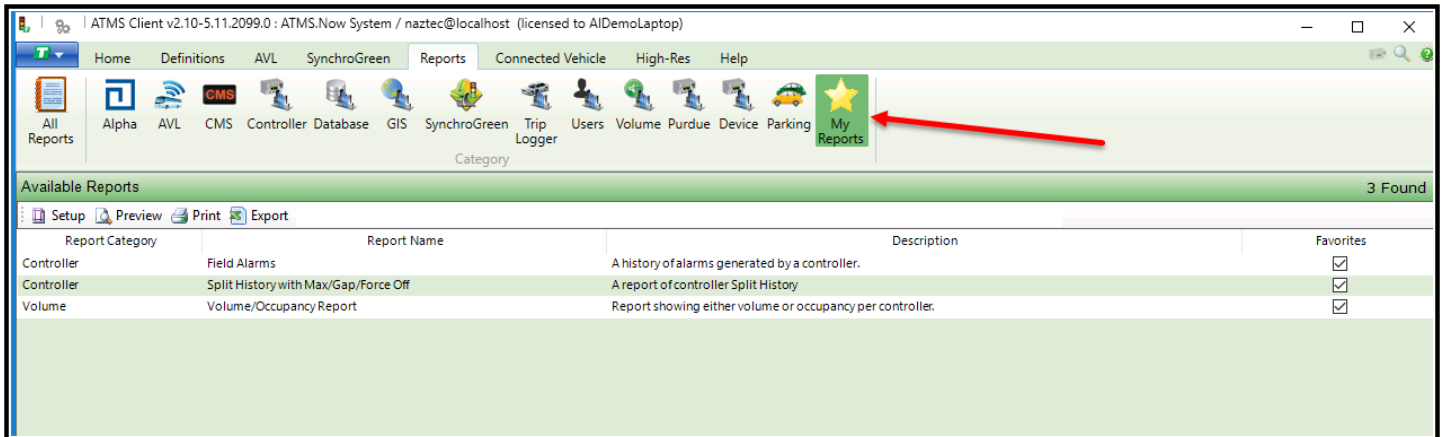 ATMS Client v2.10-5.11.2099.0 : ATMS.Now System / naztec@localhost (licensed to AIDemoLaptop)
T Home Definitions AVL SynchroGreen Reports Connected Vehicle High-Res Help
CMS
All Reports Alpha AVL CMS Controller Database GIS SynchroGreen Trip Logger Users Volume Purdue Device Parking My Reports
Category
Available Reports 3 Found
Setup Preview Print Export
Report Category Report Name Description Favorites
Controller Field Alarms A history of alarms generated by a controller.
Controller Split History with Max/Gap/Force Off A report of controller Split History
Volume Volume/Occupancy Report Report showing either volume or occupancy per controller.